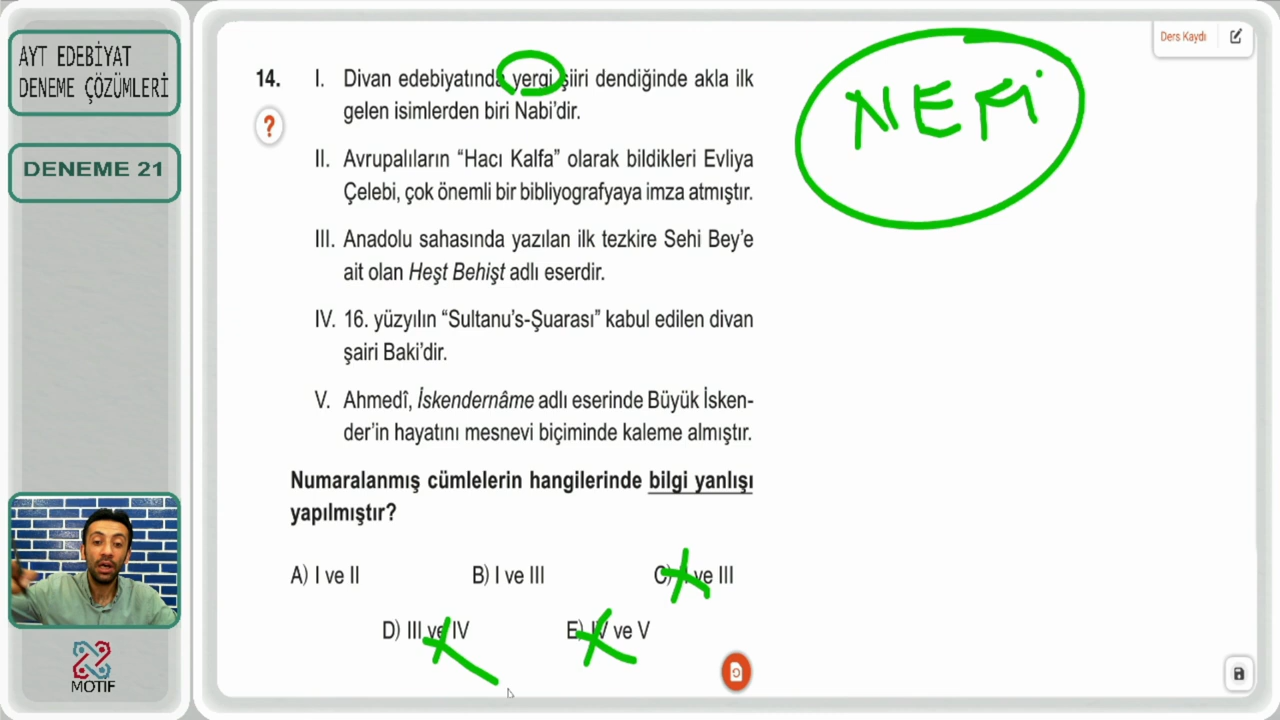 AYT EDEBİYAT
DENEME ÇÖZÜMLERİ
DENEME 21
MOTIF
Ders Kaydı
NEFİ
14. I. Divan edebiyatında yergi şiiri dendiğinde akla ilk
gelen isimlerden biri Nabi'dir.
?
II. Avrupalıların “Hacı Kalfa” olarak bildikleri Evliya
Çelebi, çok önemli bir bibliyografyaya imza atmıştır.
III. Anadolu sahasında yazılan ilk tezkire Sehi Bey'e
ait olan Heşt Behişt adlı eserdir.
IV. 16. yüzyılın “Sultanu's-Şuarası” kabul edilen divan
şairi Baki'dir.
V. Ahmedî, İskendernâme adlı eserinde Büyük İsken-
der'in hayatını mesnevi biçiminde kaleme almıştır.
Numaralanmış cümlelerin hangilerinde bilgi yanlışı
yapılmıştır?
A) I ve II B) I ve III C) II ve III
D) III ve IV E) IV ve V